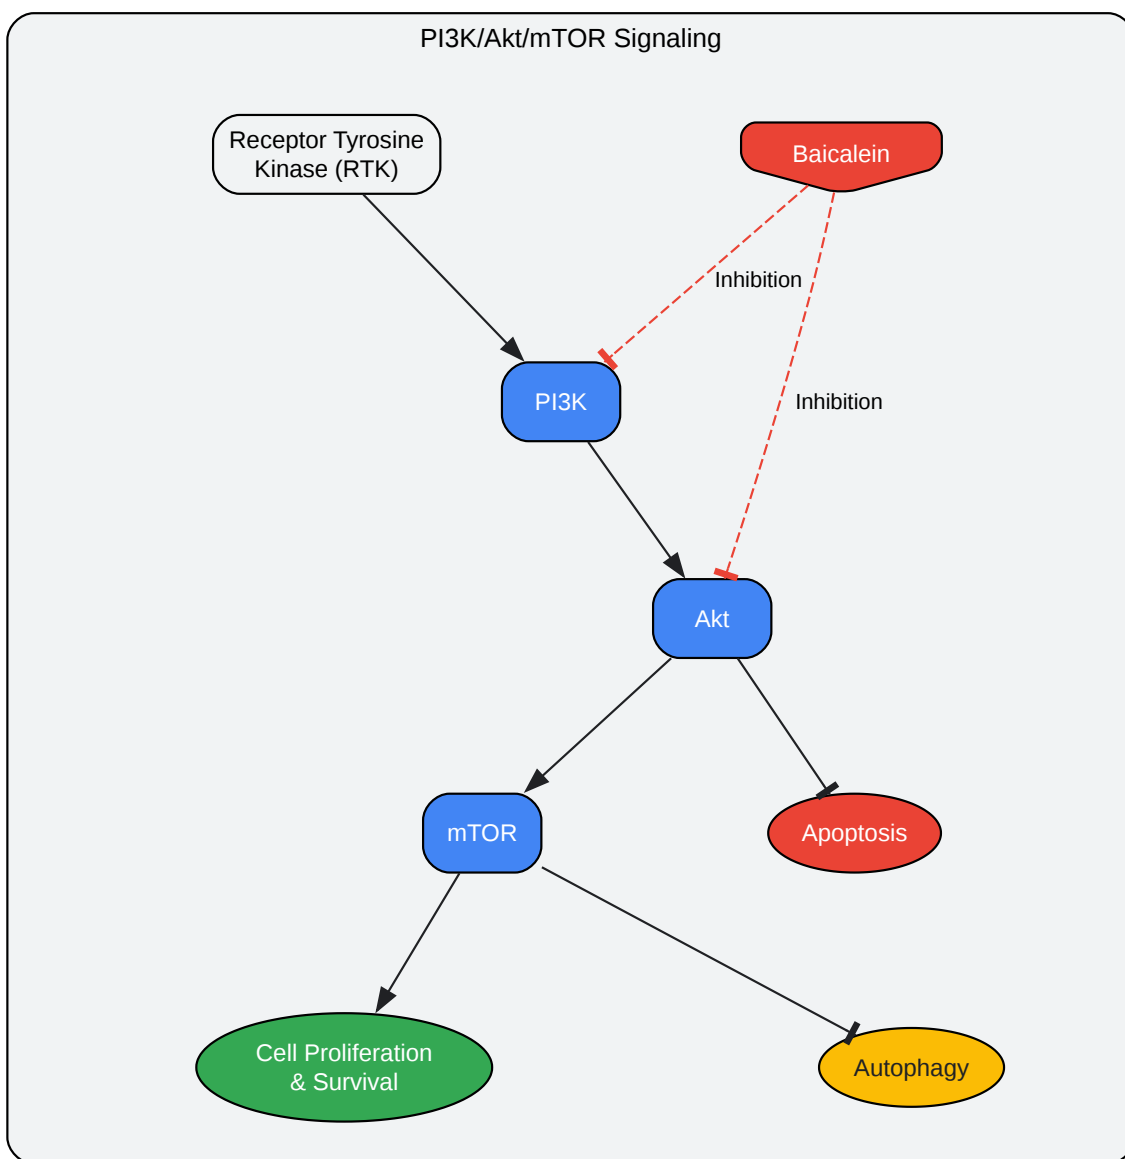 PI3K/Akt/mTOR Signaling
Receptor Tyrosine
Kinase (RTK)
Baicalein
Inhibition
PI3K
Inhibition
Akt
mTOR
Apoptosis
Cell Proliferation
& Survival
Autophagy